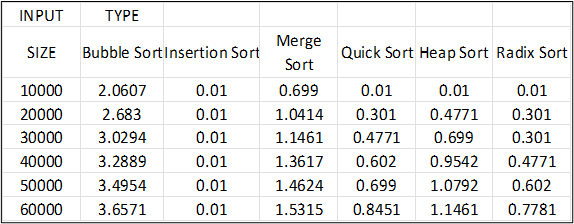 INPUT TYPE
SIZE Bubble Sort Insertion Sort Merge Sort Quick Sort Heap Sort Radix Sort
10000 2.0607 0.01 0.699 0.01 0.01 0.01
20000 2.683 0.01 1.0414 0.301 0.4771 0.301
30000 3.0294 0.01 1.1461 0.4771 0.699 0.301
40000 3.2889 0.01 1.3617 0.602 0.9542 0.4771
50000 3.4954 0.01 1.4624 0.699 1.0792 0.602
60000 3.6571 0.01 1.5315 0.8451 1.1461 0.7781